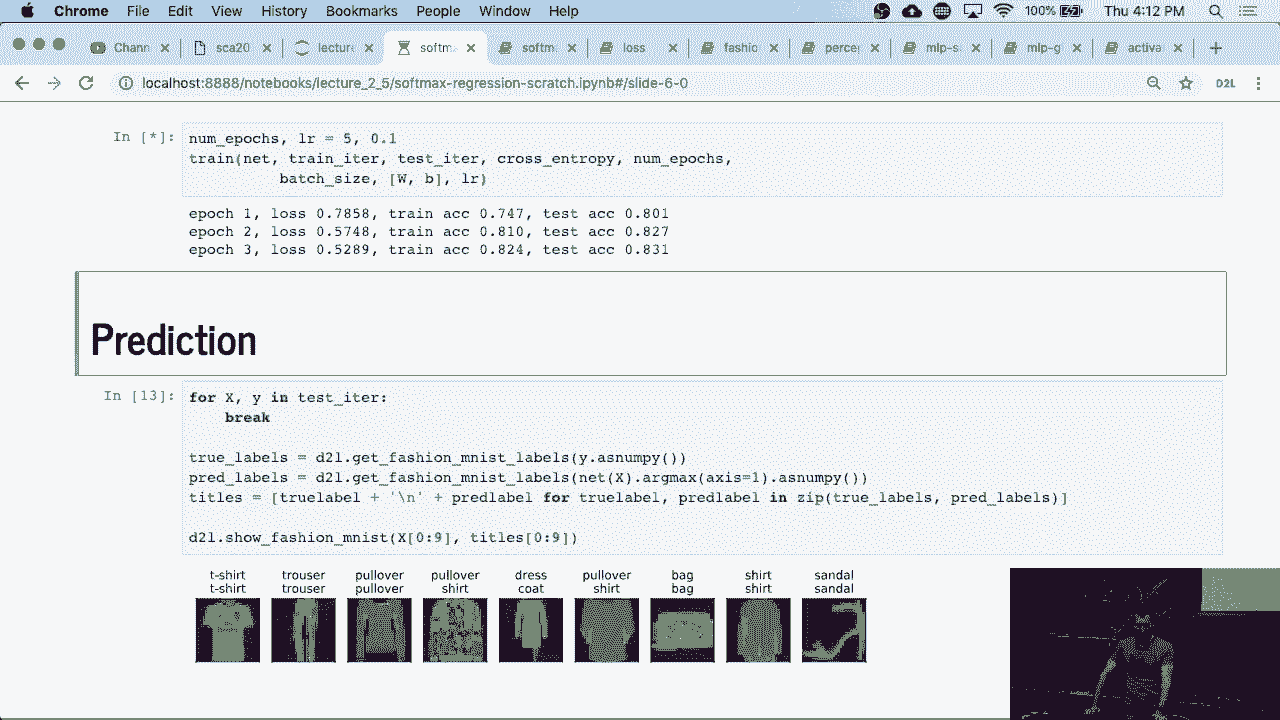 Chrome File Edit View History Bookmarks People Window Help 100% Thu 4:12 PM
Chann sca20 lecture softm softm loss fashio percep mlp-s mlp-g activa
localhost:8888/notebooks/lecture_2_5/softmax-regression-scratch.ipynb#/slide-6-0 D2L
In [*]: num_epochs, lr = 5, 0.1
train(net, train_iter, test_iter, cross_entropy, num_epochs,
batch_size, [W, b], lr)
epoch 1, loss 0.7858, train acc 0.747, test acc 0.801
epoch 2, loss 0.5748, train acc 0.810, test acc 0.827
epoch 3, loss 0.5289, train acc 0.824, test acc 0.831
Prediction
In [13]: for X, y in test_iter:
break
true_labels = d2l.get_fashion_mnist_labels(y.asnumpy())
pred_labels = d2l.get_fashion_mnist_labels(net(X).argmax(axis=1).asnumpy())
titles = [truelabel + '\n' + predlabel for truelabel, predlabel in zip(true_labels, pred_labels)]
d2l.show_fashion_mnist(X[0:9], titles[0:9])
t-shirt trouser pullover pullover dress pullover bag shirt sandal
t-shirt trouser pullover shirt coat shirt bag shirt sandal